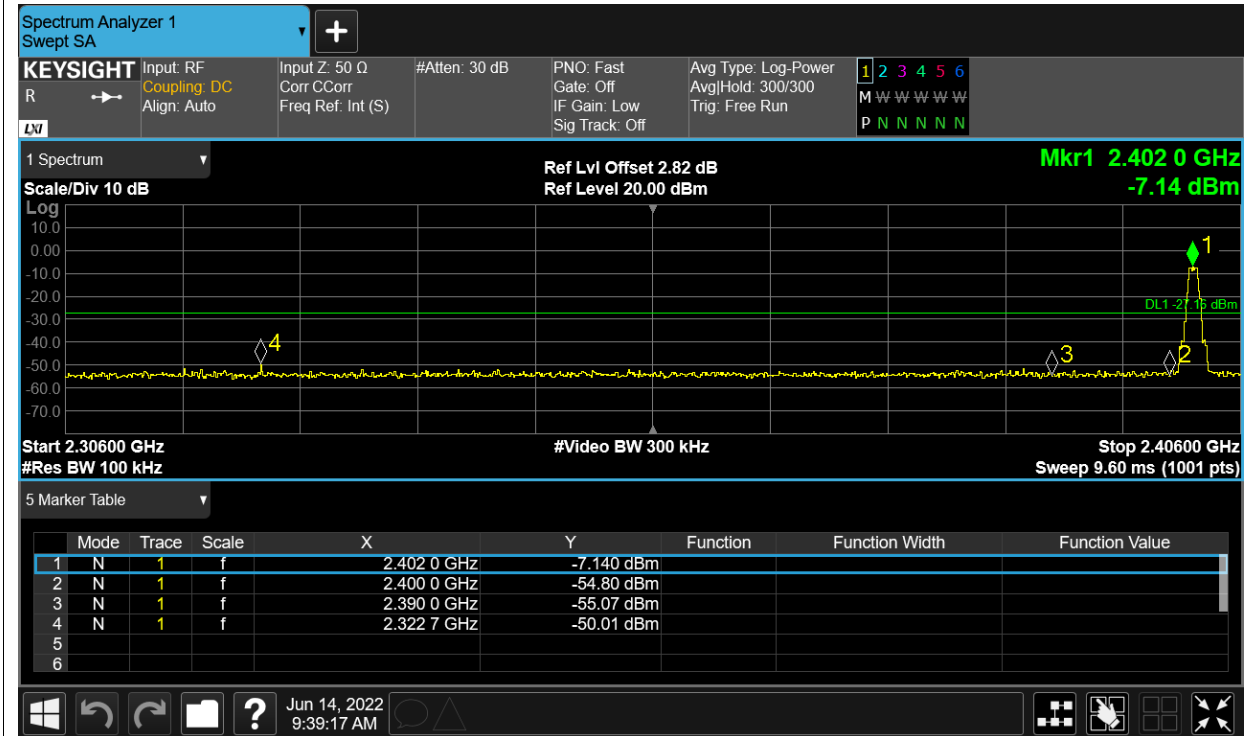 Spectrum Analyzer 1
Swept SA
KEYSIGHT
R
LXI
Input: RF
Coupling: DC
Align: Auto
Input Z: 50 Ω
Corr CCorr
Freq Ref: Int (S)
#Atten: 30 dB
PNO: Fast
Gate: Off
IF Gain: Low
Sig Track: Off
Avg Type: Log-Power
Avg|Hold: 300/300
Trig: Free Run
1 2 3 4 5 6
M W W W W W
P N N N N N
1 Spectrum
Scale/Div 10 dB
Ref Lvl Offset 2.82 dB
Ref Level 20.00 dBm
Mkr1 2.402 0 GHz
-7.14 dBm
Log
10.0
0.00
-10.0
-20.0
-30.0
-40.0
-50.0
-60.0
-70.0
1
DL1 -27.16 dBm
4
3
2
Start 2.30600 GHz
#Video BW 300 kHz
Stop 2.40600 GHz
#Res BW 100 kHz
Sweep 9.60 ms (1001 pts)
5 Marker Table
Mode Trace Scale X Y Function Function Width Function Value
1 N 1 f 2.402 0 GHz -7.140 dBm
2 N 1 f 2.400 0 GHz -54.80 dBm
3 N 1 f 2.390 0 GHz -55.07 dBm
4 N 1 f 2.322 7 GHz -50.01 dBm
5
6
?
Jun 14, 2022
9:39:17 AM